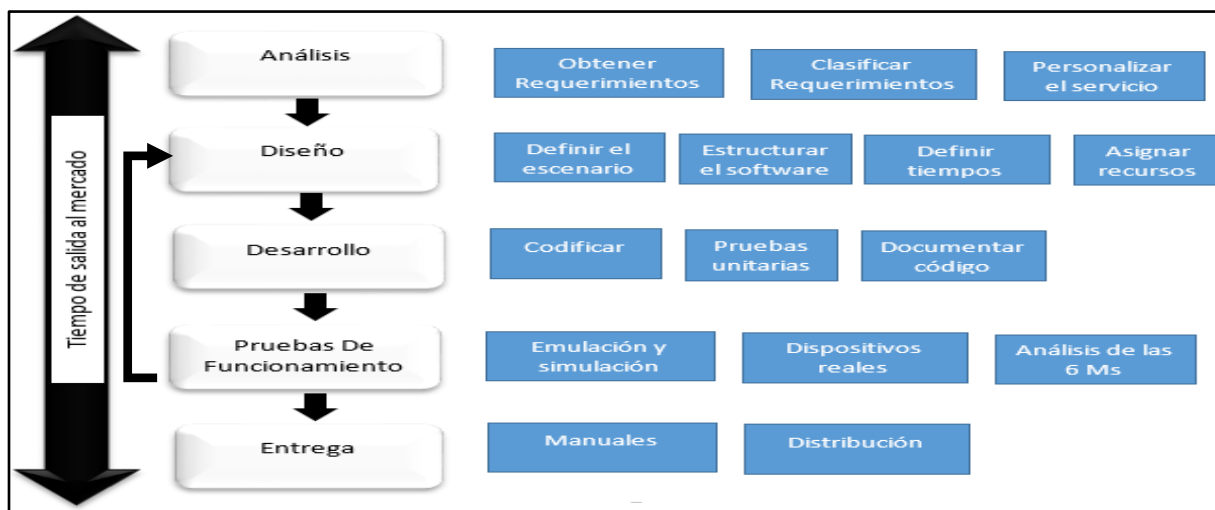 Tiempo de salida al mercado
Análisis
Obtener
Requerimientos
Clasificar
Requerimientos
Personalizar
el servicio
Diseño
Definir el
escenario
Estructurar
el software
Definir
tiempos
Asignar
recursos
Desarrollo
Codificar
Pruebas
unitarias
Documentar
código
Pruebas De
Funcionamiento
Emulación y
simulación
Dispositivos
reales
Análisis de las
6 Ms
Entrega
Manuales
Distribución